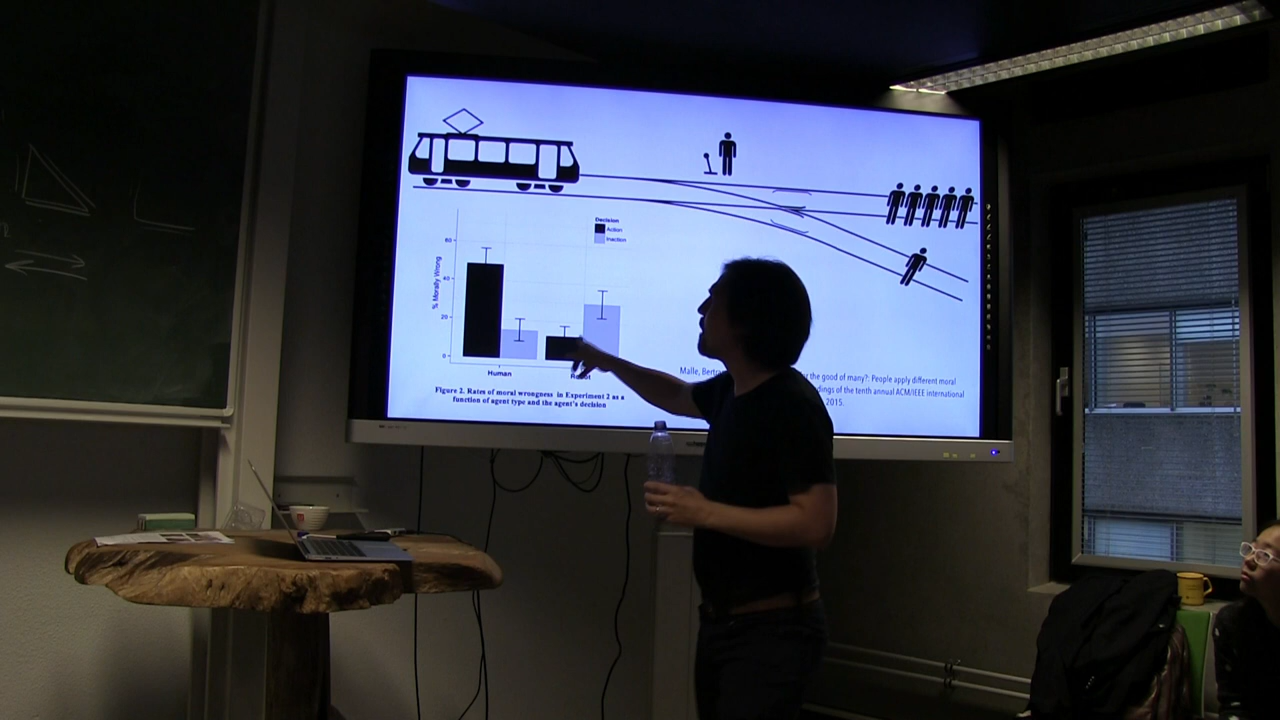 Decision
Action
Inaction
% Morally Wrong
60
40
20
0
Human
Figure 2. Rates of moral wrongness in Experiment 2 as a
function of agent type and the agent's decision
Malle, Bertram
the good of many?: People apply different moral
of the tenth annual ACM/IEEE international
2015.